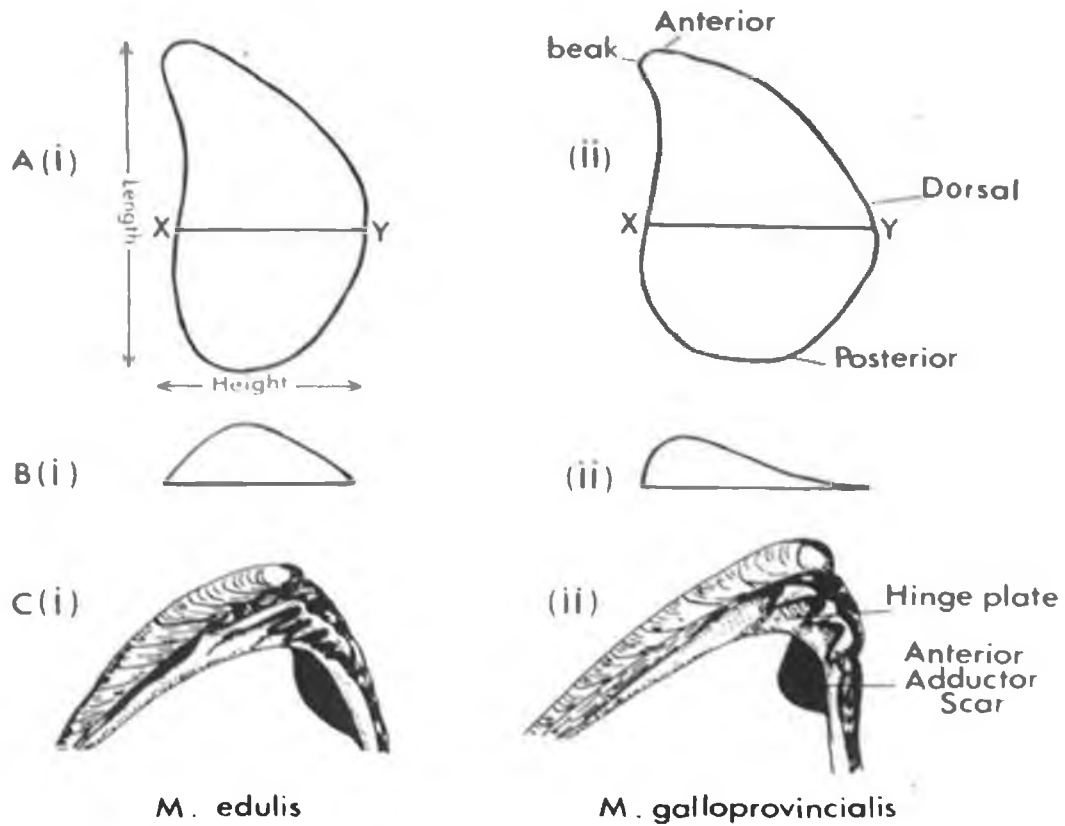 Anterior
beak
A(i)
(ii)
Length
Dorsal
X
Y
X
Y
Posterior
Height
B(i)
(ii)
C(i)
(ii)
Hinge plate
Anterior
Adductor
Scar
M. edulis
M. galloprovincialis